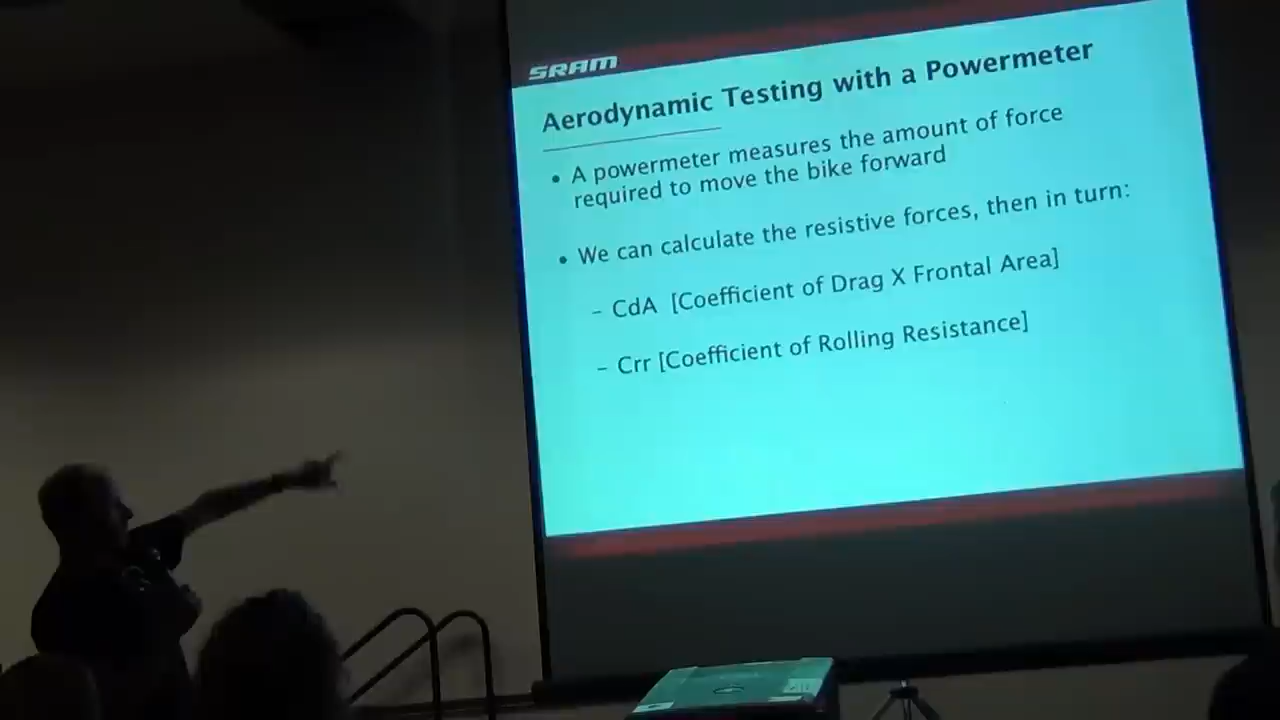 SRAM
Aerodynamic Testing with a Powermeter
• A powermeter measures the amount of force
required to move the bike forward
• We can calculate the resistive forces, then in turn:
– CdA [Coefficient of Drag X Frontal Area]
– Crr [Coefficient of Rolling Resistance]